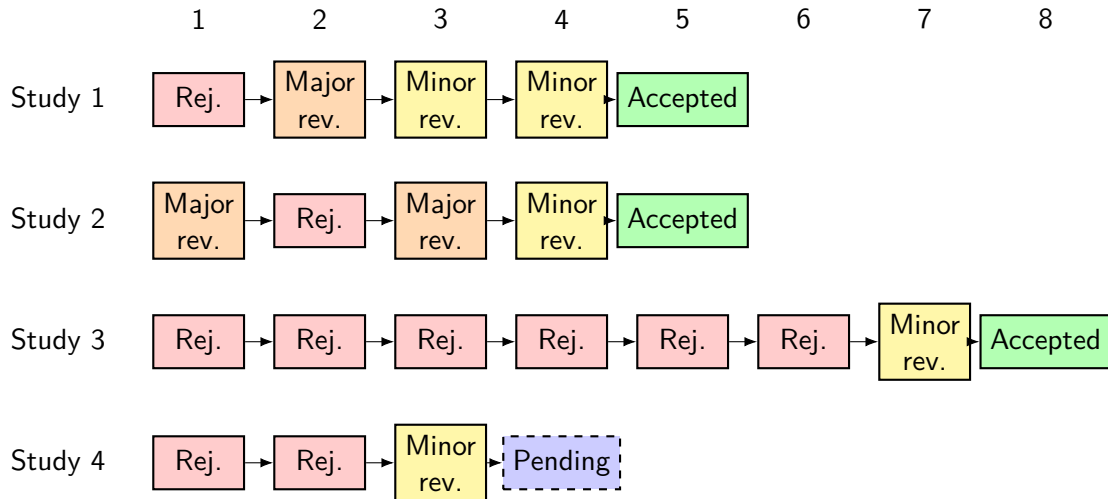 1 2 3 4 5 6 7 8
Study 1 Rej. Major rev. Minor rev. Minor rev. Accepted
Study 2 Major rev. Rej. Major rev. Minor rev. Accepted
Study 3 Rej. Rej. Rej. Rej. Rej. Rej. Minor rev. Accepted
Study 4 Rej. Rej. Minor rev. Pending